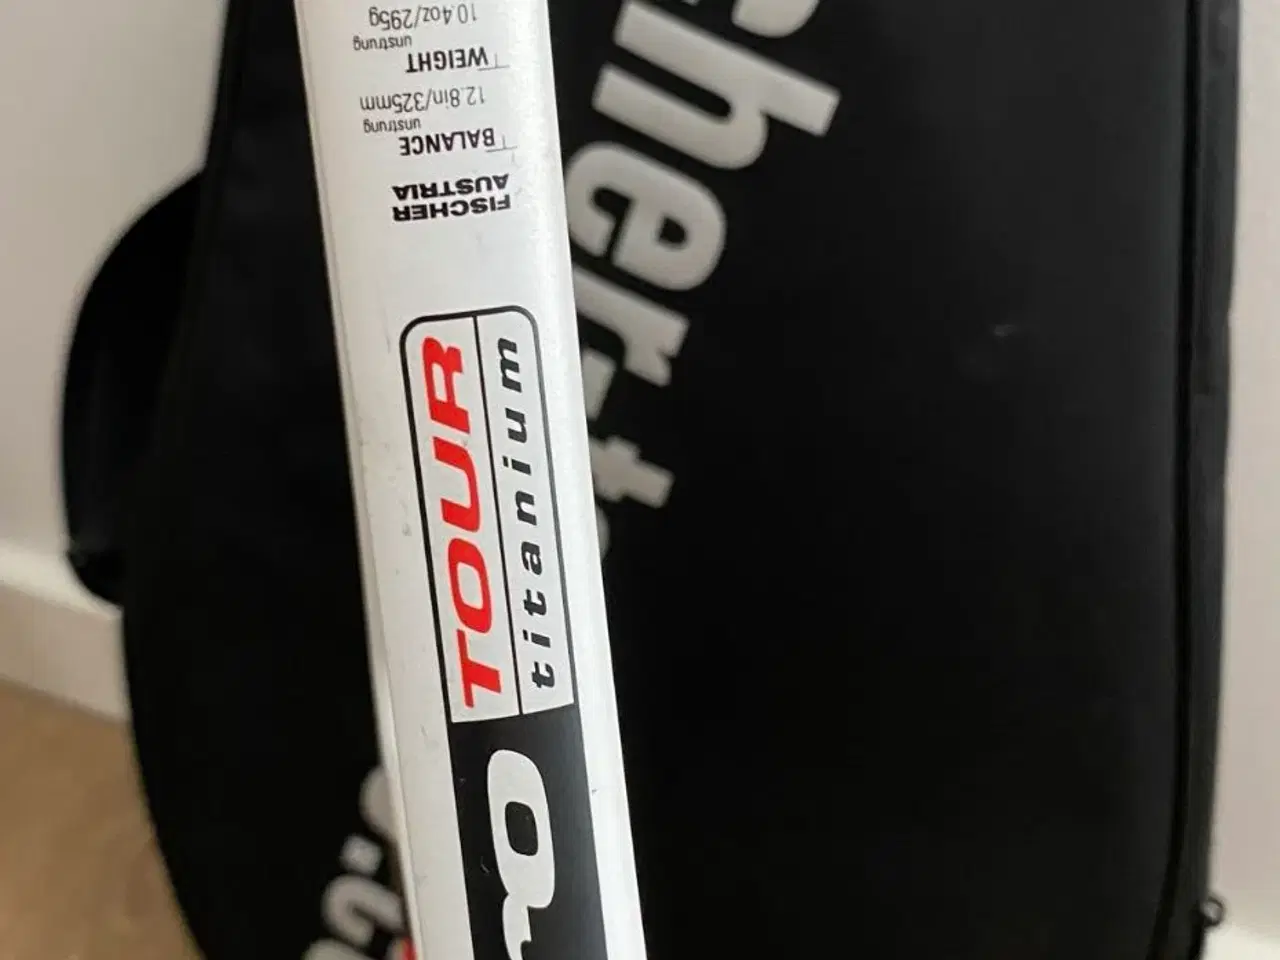 10.4oz/295g
unstrung
WEIGHT
12.8in/325mm
unstrung
BALANCE
FISCHER
AUSTRIA
TOUR
titanium